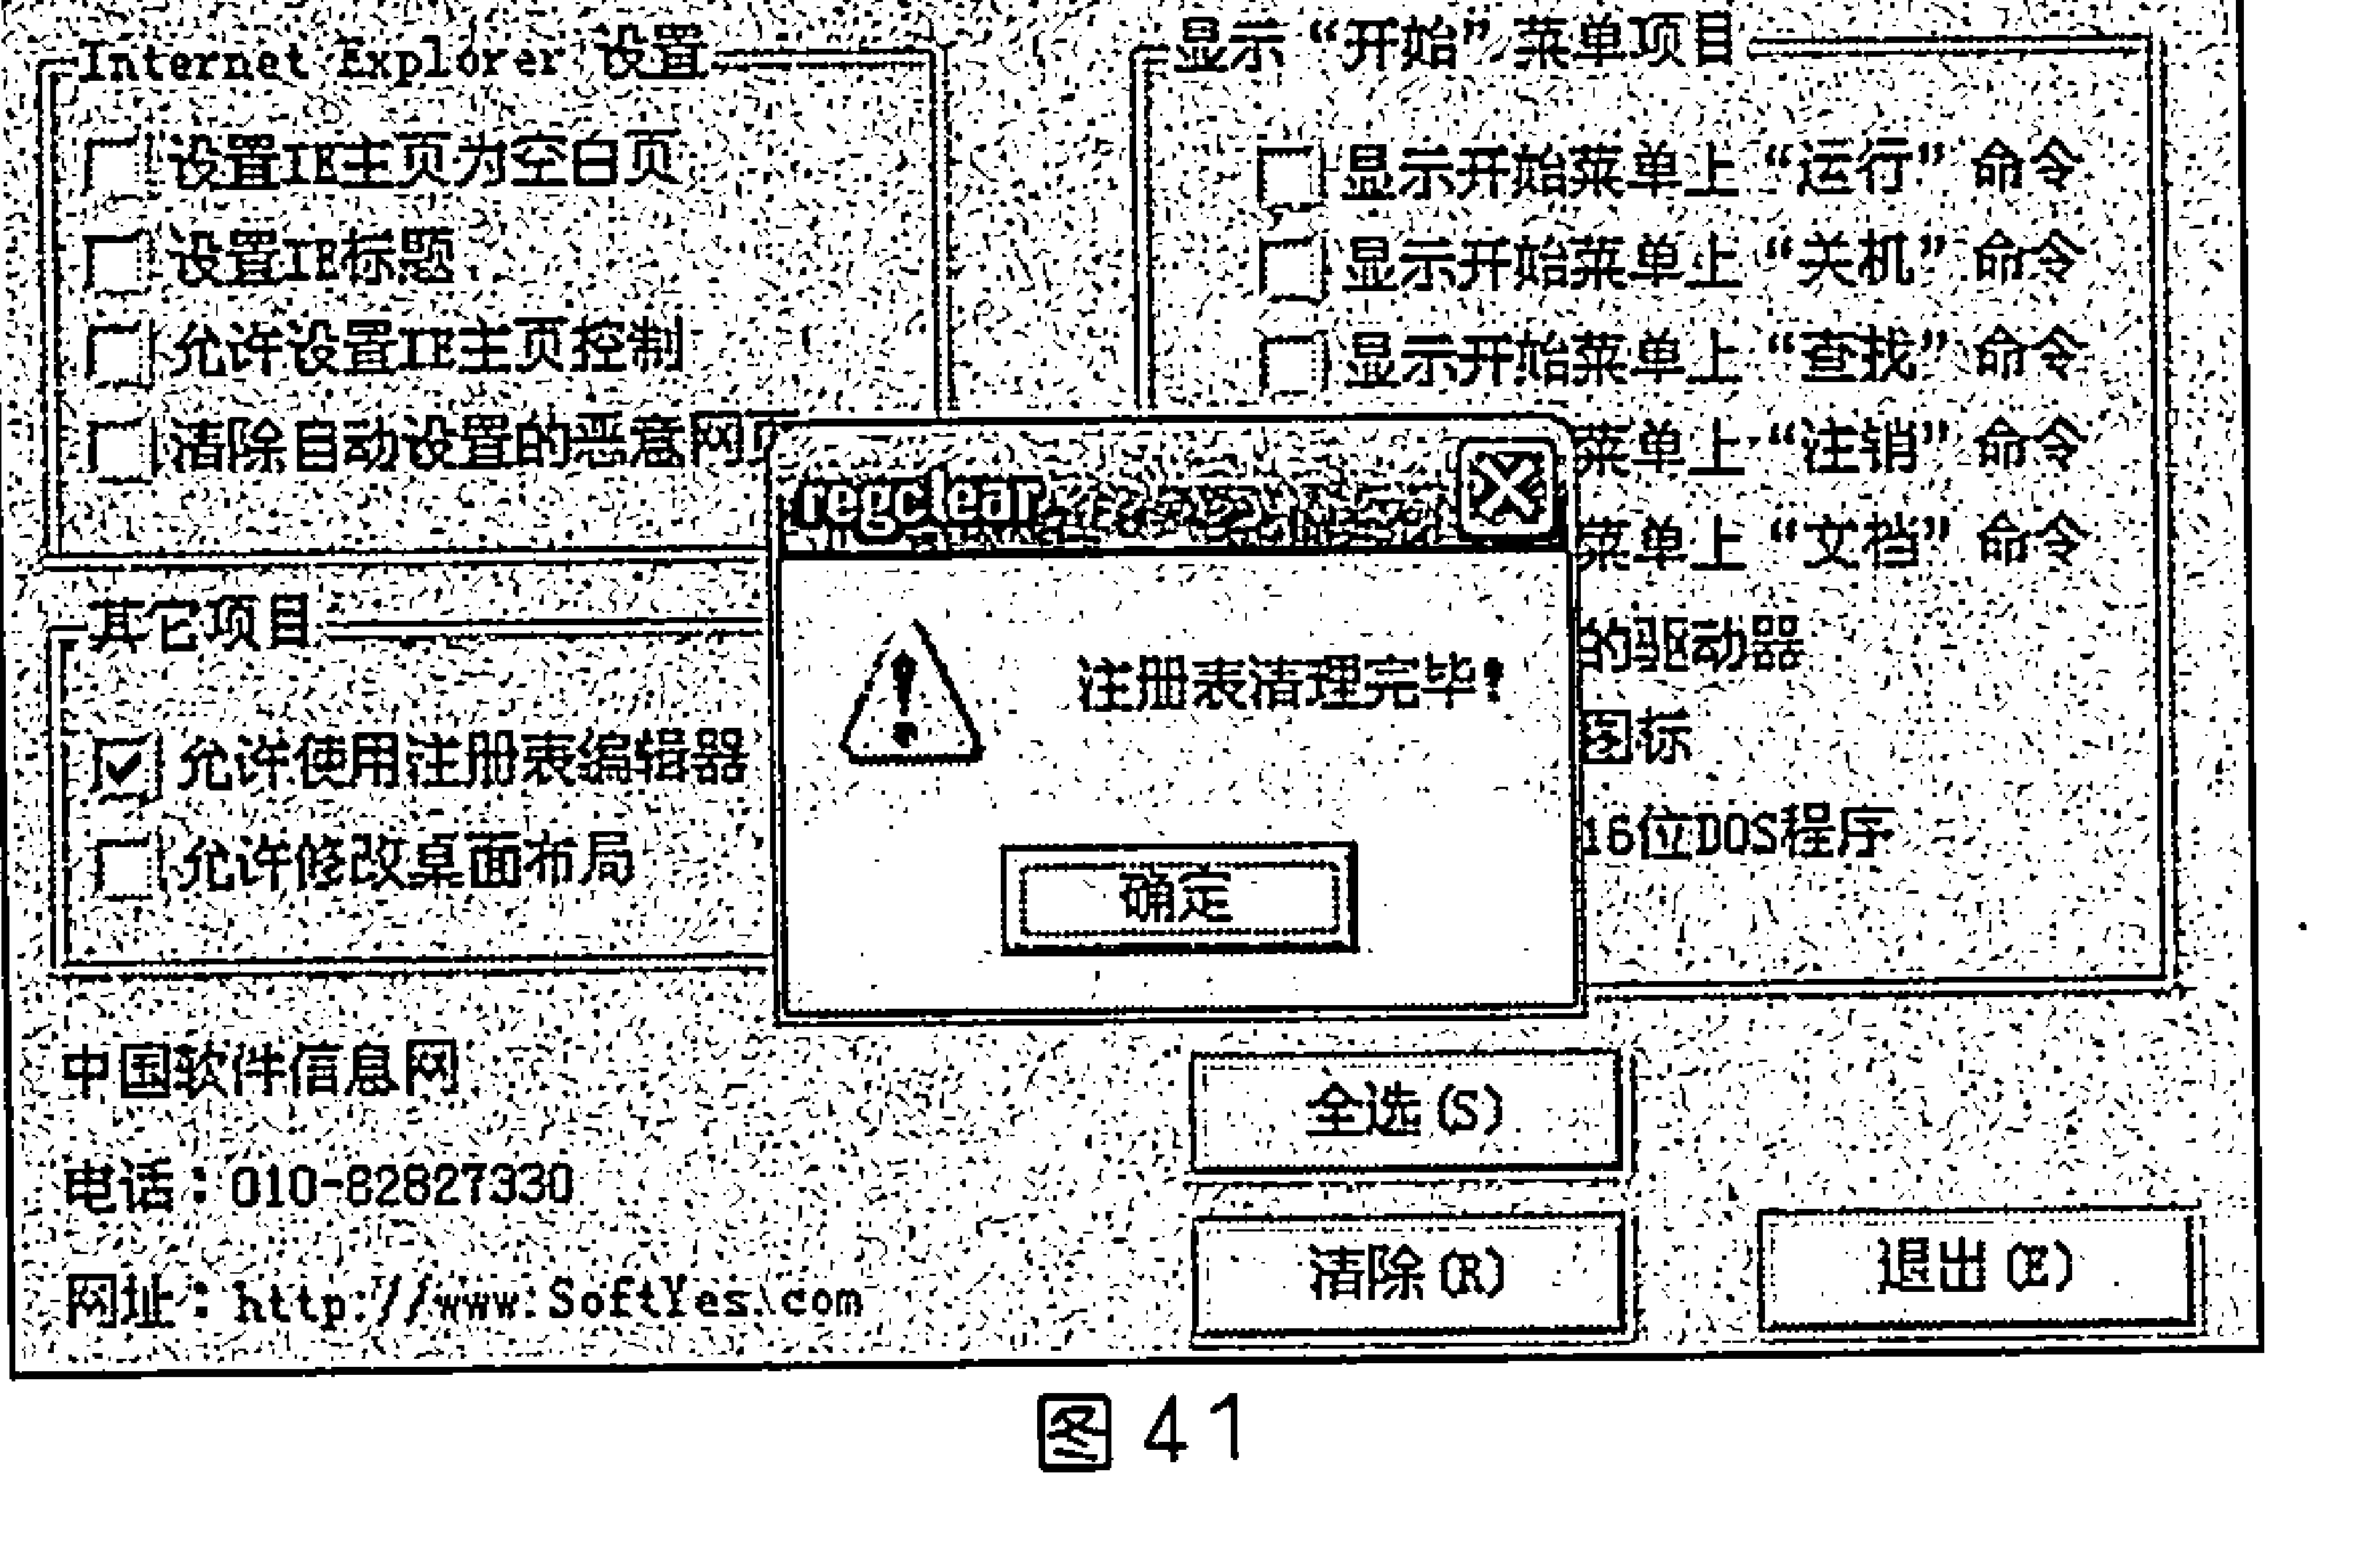 Internet Explorer 设置
设置IE主页为空白页
设置IE标题
允许设置IE主页控制
清除自动设置的恶意网
其它项目
允许使用注册表编辑器
允许修改桌面布局
显示“开始”菜单项目
显示开始菜单上“运行”命令
显示开始菜单上“关机”命令
显示开始菜单上“查找”命令
菜单上“注销”命令
菜单上“文档”命令
的驱动器
图标
16位DOS程序
regclear
注册表清理完毕!
确定
中国软件信息网
电话：010-82827330
网址：http://www.SoftYes.com
全选(S)
清除(R)
退出(E)
图 41